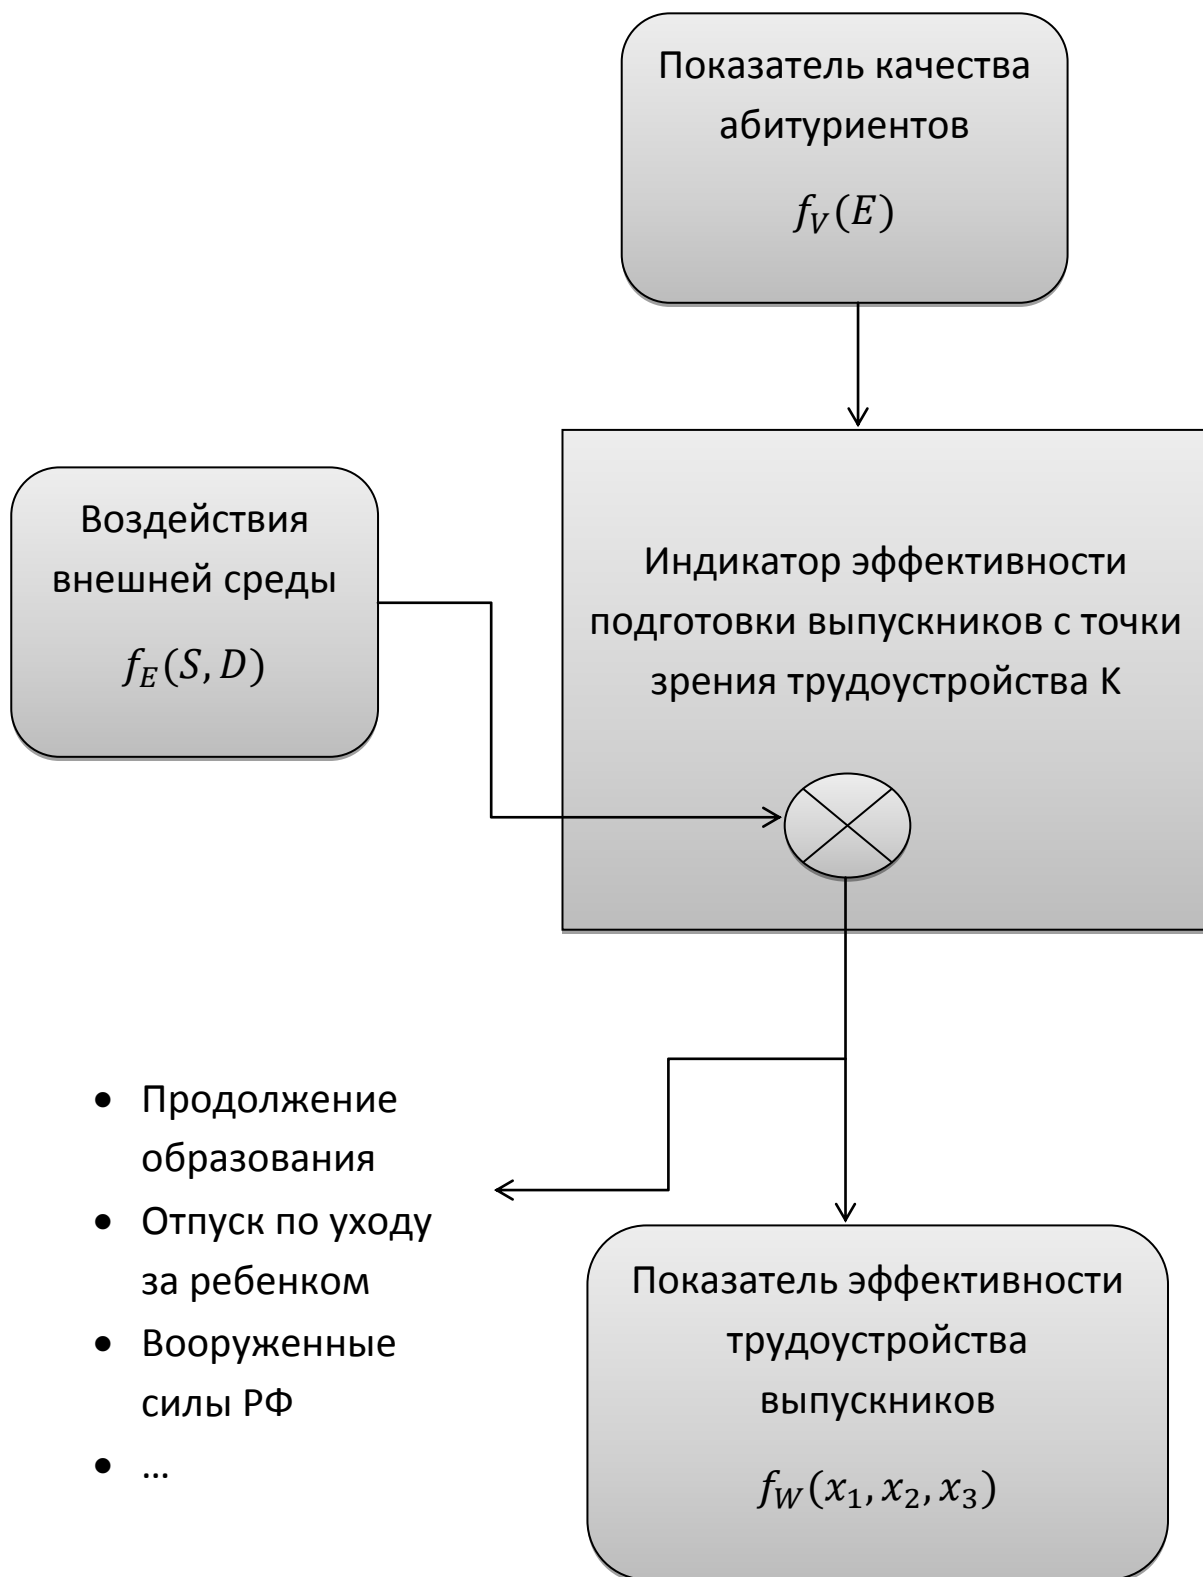 Показатель качества
абитуриентов
f_V(E)
Воздействия
внешней среды
f_E(S, D)
Индикатор эффективности
подготовки выпускников с точки
зрения трудоустройства К
• Продолжение
образования
• Отпуск по уходу
за ребенком
• Вооруженные
силы РФ
• ...
Показатель эффективности
трудоустройства
выпускников
f_W(x_1, x_2, x_3)